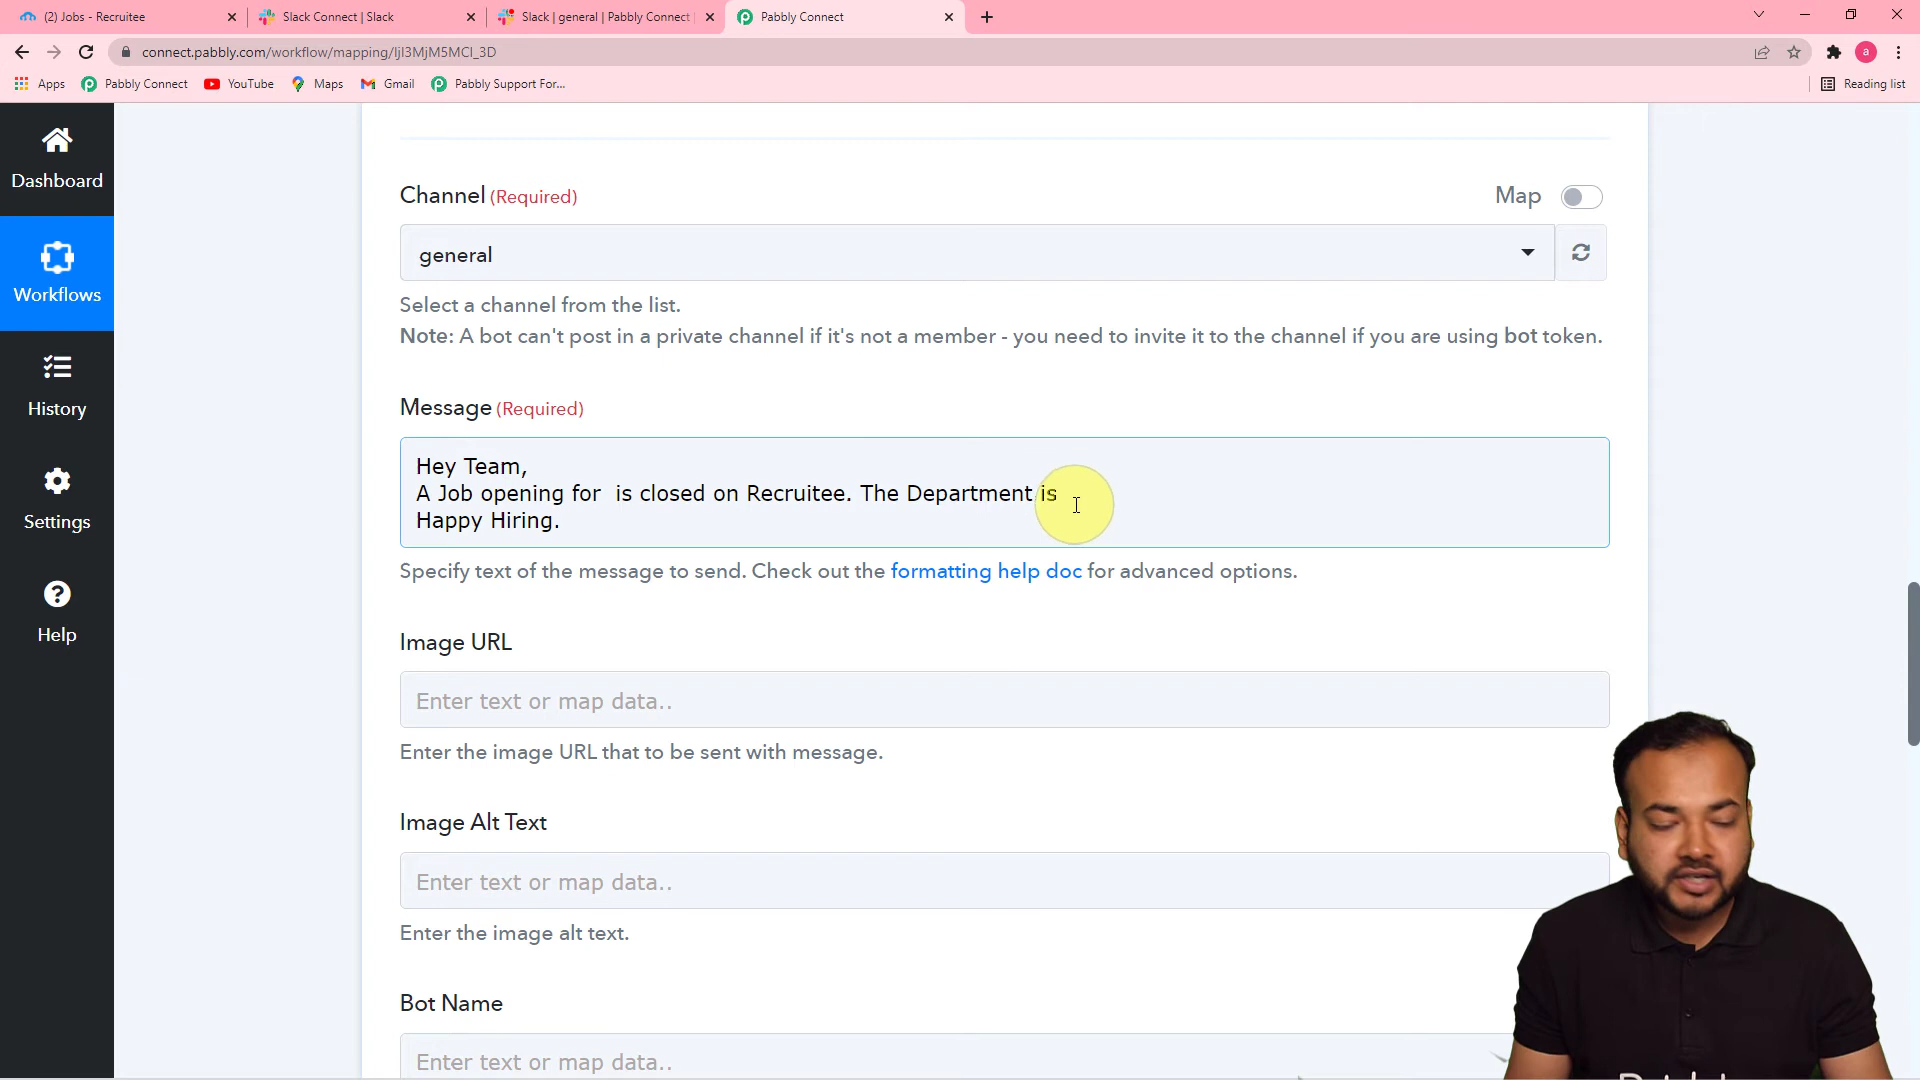 (2) Jobs - Recruitee
Slack Connect | Slack
Slack | general | Pabbly Connect
Pabbly Connect
connect.pabbly.com/workflow/mapping/IjI3MjM5MCI_3D
a
Apps
Pabbly Connect
YouTube
Maps
Gmail
Pabbly Support For...
Reading list
Dashboard
Workflows
History
Settings
Help
Channel (Required)
Map
general
Select a channel from the list.
Note: A bot can't post in a private channel if it's not a member - you need to invite it to the channel if you are using bot token.
Message (Required)
Hey Team,
A Job opening for  is closed on Recruitee. The Department is
Happy Hiring.
Specify text of the message to send. Check out the formatting help doc for advanced options.
Image URL
Enter text or map data..
Enter the image URL that to be sent with message.
Image Alt Text
Enter text or map data..
Enter the image alt text.
Bot Name
Enter text or map data..